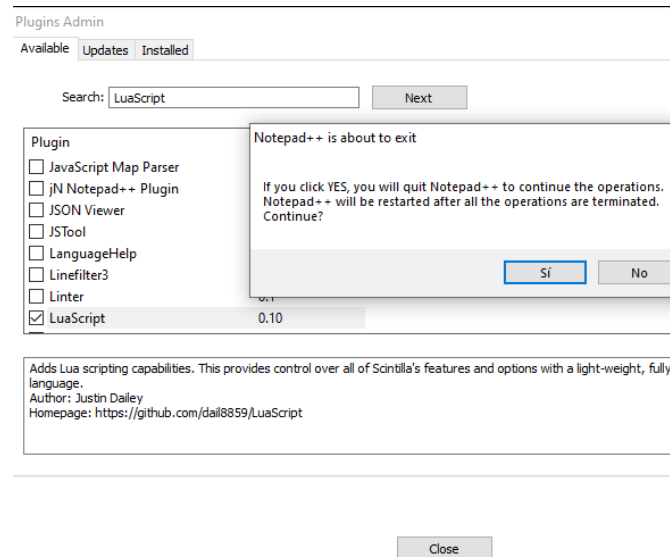 Plugins Admin
Available Updates Installed
Search: LuaScript Next
Plugin
JavaScript Map Parser
jN Notepad++ Plugin
JSON Viewer
JSTool
LanguageHelp
Linefilter3
Linter
LuaScript 0.10
Notepad++ is about to exit
If you click YES, you will quit Notepad++ to continue the operations.
Notepad++ will be restarted after all the operations are terminated.
Continue?
Sí No
Adds Lua scripting capabilities. This provides control over all of Scintilla's features and options with a light-weight, fully
language.
Author: Justin Dailey
Homepage: https://github.com/dail8859/LuaScript
Close